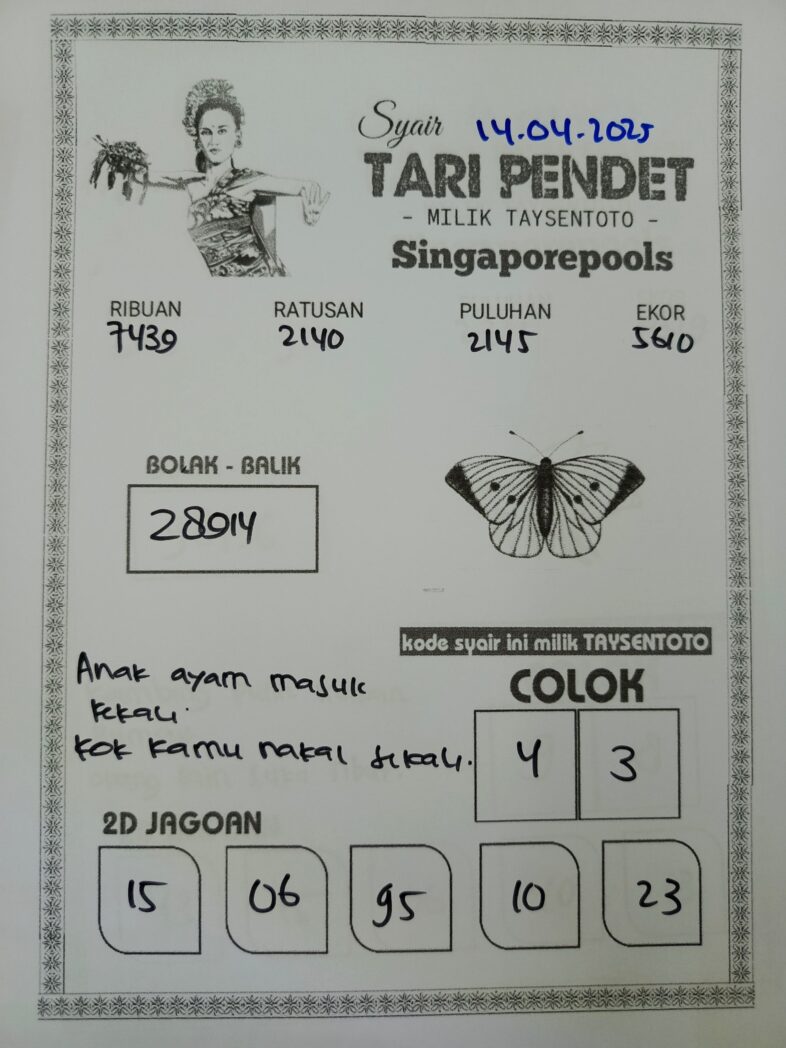 Syair 14.04.2025
TARI PENDET
- MILIK TAYSENTOTO -
Singaporepools
RIBUAN RATUSAN PULUHAN EKOR
7439 2140 2145 5610
BOLAK - BALIK
28914
kode syair ini milik TAYSENTOTO
Anak ayam masuk
kekali.
kok kamu nakal sekali.
COLOK
4 3
2D JAGOAN
15 06 95 10 23